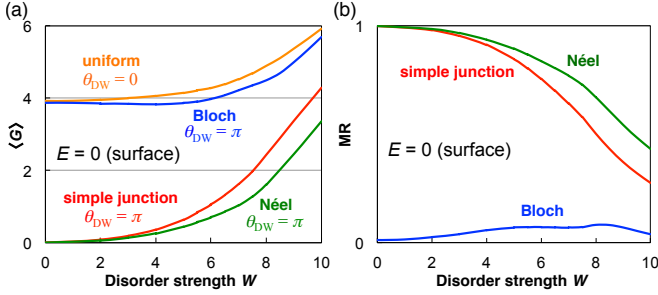 (a)
6
4
2
0
⟨G⟩
uniform
θDW = 0
Bloch
θDW = π
E = 0 (surface)
simple junction
θDW = π
Néel
θDW = π
0 2 4 6 8 10
Disorder strength W
(b)
1
0
MR
Néel
simple junction
E = 0 (surface)
Bloch
0 2 4 6 8 10
Disorder strength W